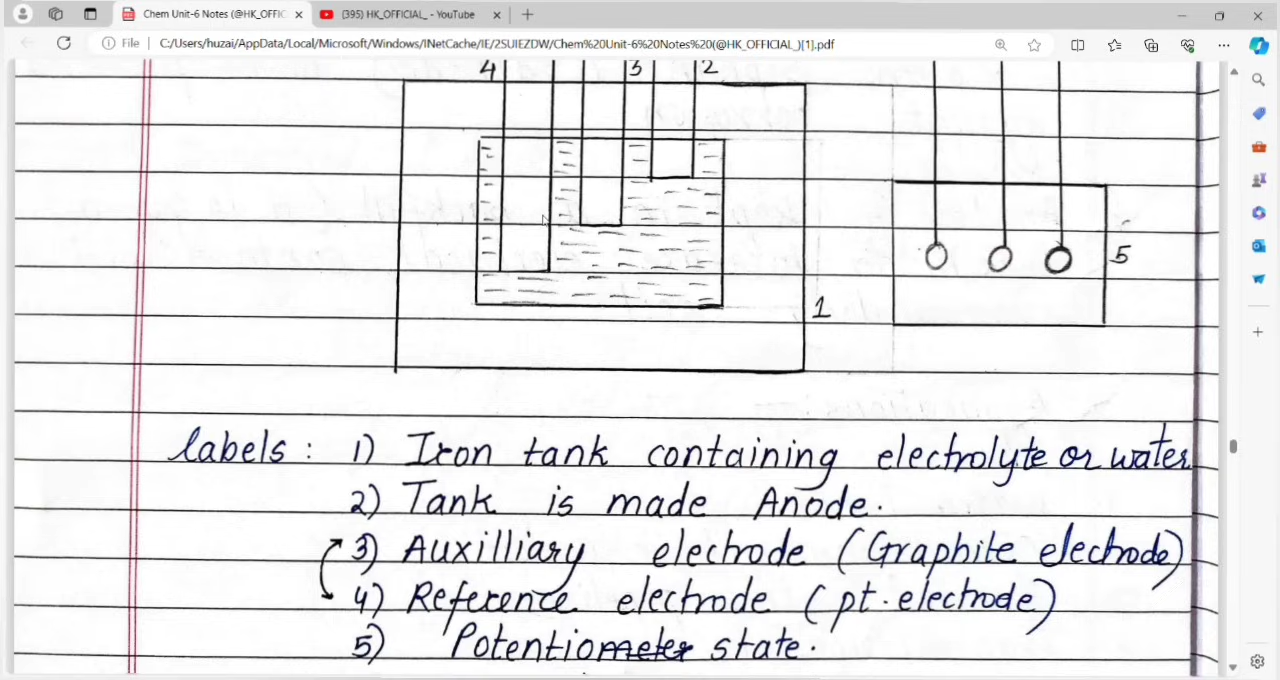 Chem Unit-6 Notes (@HK_OFFIC
(395) HK_OFFICIAL_ - YouTube
File
C:/Users/huzai/AppData/Local/Microsoft/Windows/INetCache/IE/2SUIEZDW/Chem%20Unit-6%20Notes%20(@HK_OFFICIAL_)[1].pdf
4 3 2
5
1
labels : 1) Iron tank containing electrolyte or water
2) Tank is made Anode.
3) Auxilliary electrode (Graphite electrode)
4) Reference electrode (pt. electrode)
5) Potentiometer state.